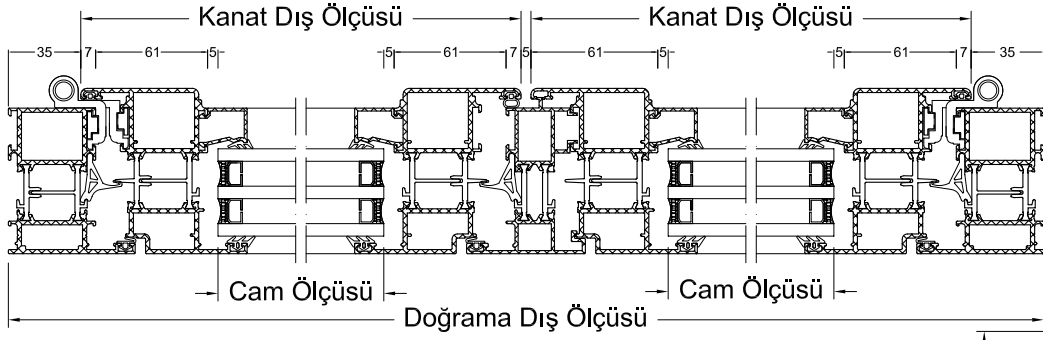 Kanat Dış Ölçüsü Kanat Dış Ölçüsü
35 7 61 5 5 61 7 5 61 5 5 61 7 35
Cam Ölçüsü Cam Ölçüsü
Doğrama Dış Ölçüsü